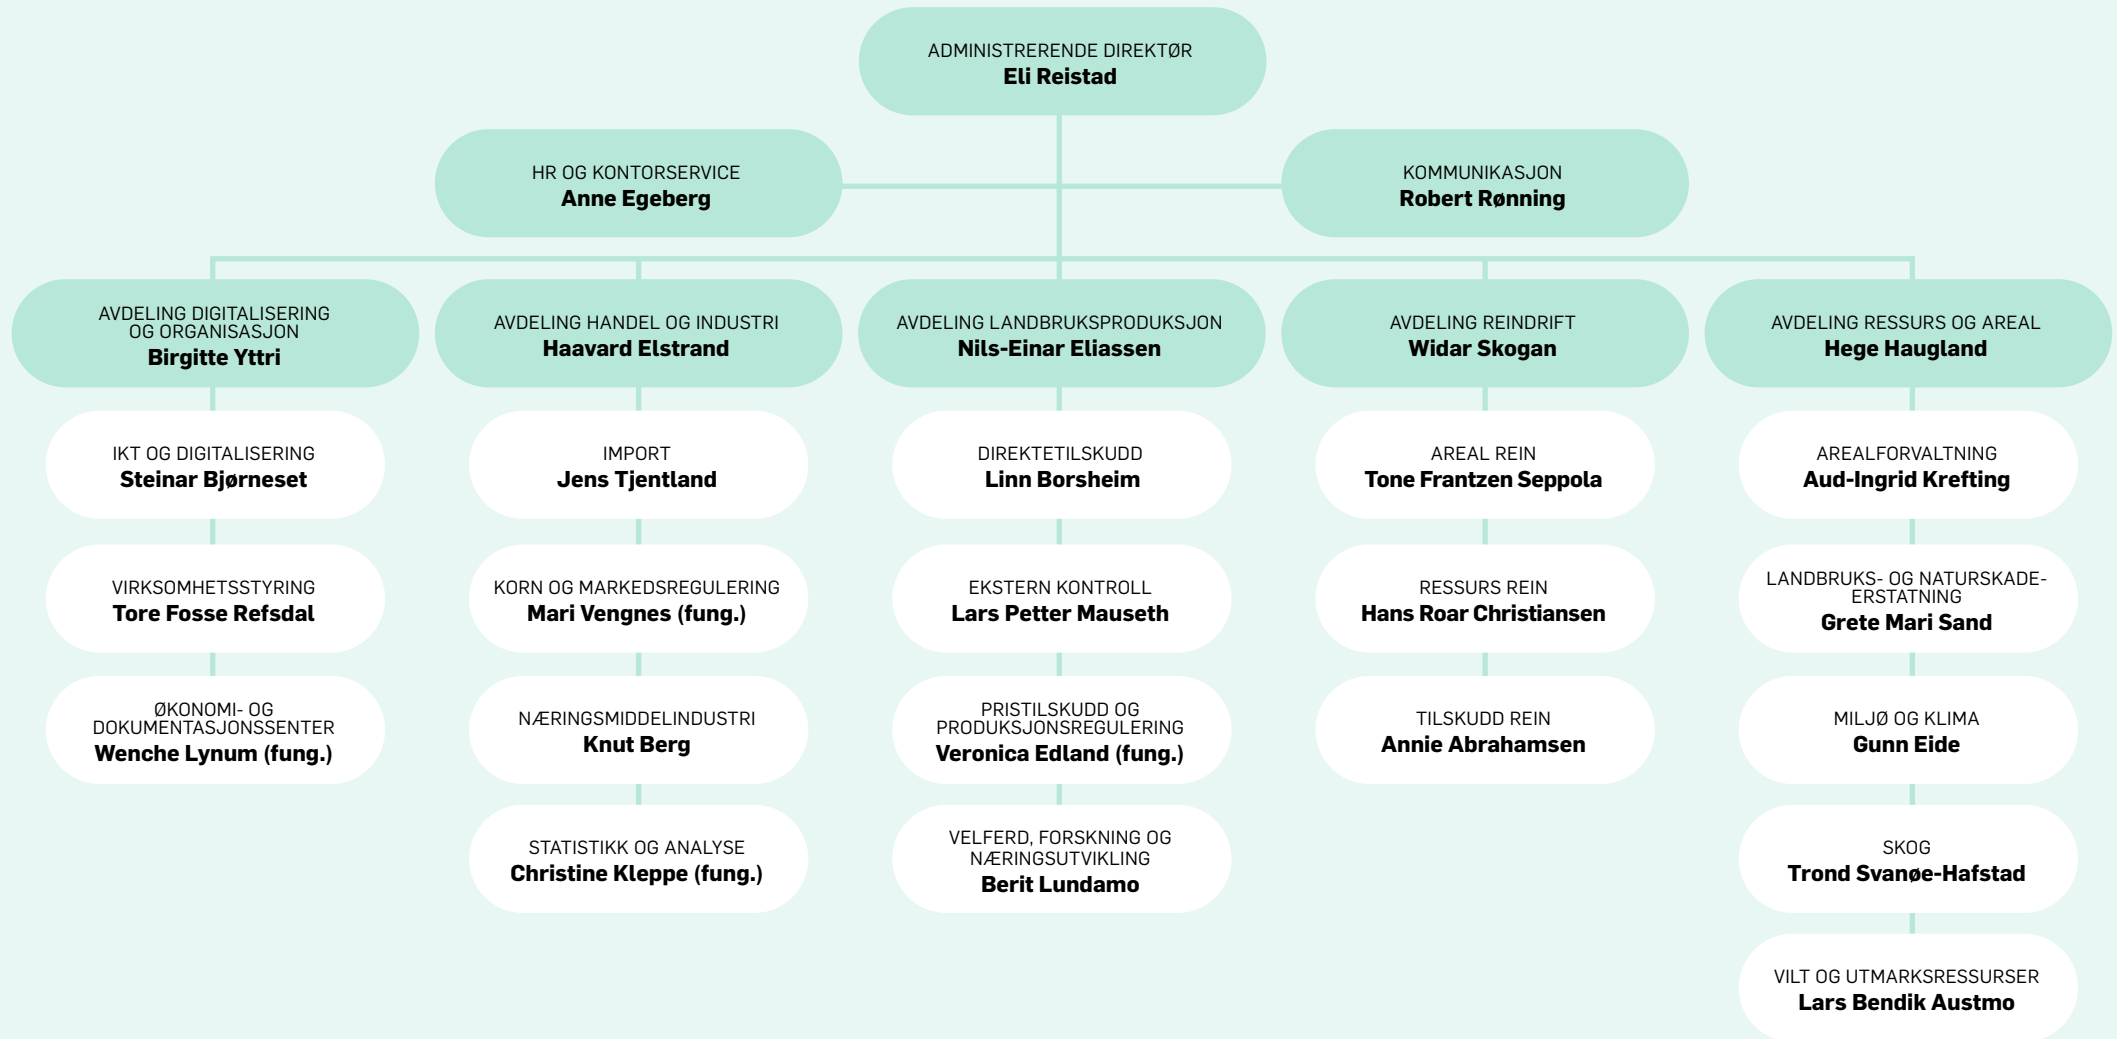 ADMINISTRERENDE DIREKTØR
Eli Reistad
HR OG KONTORSERVICE
Anne Egeberg
KOMMUNIKASJON
Robert Rønning
AVDELING DIGITALISERING
OG ORGANISASJON
Birgitte Yttri
AVDELING HANDEL OG INDUSTRI
Haavard Elstrand
AVDELING LANDBRUKSPRODUKSJON
Nils-Einar Eliassen
AVDELING REINDRIFT
Widar Skogan
AVDELING RESSURS OG AREAL
Hege Haugland
IKT OG DIGITALISERING
Steinar Bjørneset
VIRKSOMHETSSTYRING
Tore Fosse Refsdal
ØKONOMI- OG
DOKUMENTASJONSSENTER
Wenche Lynum (fung.)
IMPORT
Jens Tjentland
KORN OG MARKEDSREGULERING
Mari Vengnes (fung.)
NÆRINGSMIDDELINDUSTRI
Knut Berg
STATISTIKK OG ANALYSE
Christine Kleppe (fung.)
DIREKTETILSKUDD
Linn Borsheim
EKSTERN KONTROLL
Lars Petter Mauseth
PRISTILSKUDD OG
PRODUKSJONSREGULERING
Veronica Edland (fung.)
VELFERD, FORSKNING OG
NÆRINGSUTVIKLING
Berit Lundamo
AREAL REIN
Tone Frantzen Seppola
RESSURS REIN
Hans Roar Christiansen
TILSKUDD REIN
Annie Abrahamsen
AREALFORVALTNING
Aud-Ingrid Krefting
LANDBRUKS- OG NATURSKADE-
ERSTATNING
Grete Mari Sand
MILJØ OG KLIMA
Gunn Eide
SKOG
Trond Svanøe-Hafstad
VILT OG UTMARKSRESSURSER
Lars Bendik Austmo